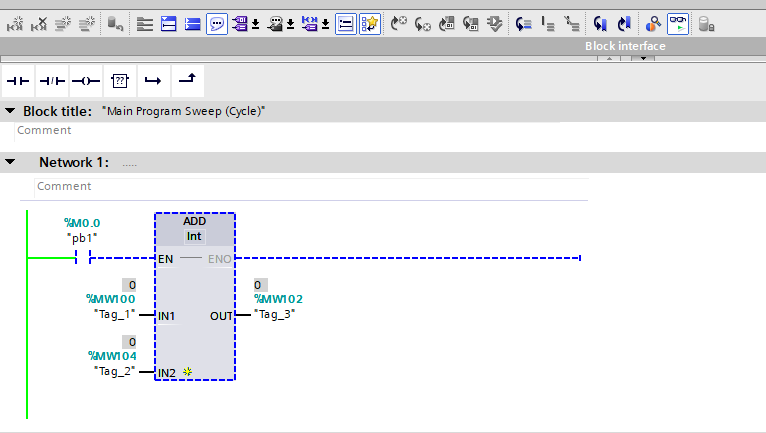 Block interface
??
Block title: "Main Program Sweep (Cycle)"
Comment
Network 1: .....
Comment
%M0.0
"pb1"
ADD
Int
EN
ENO
0
%MW100
"Tag_1"
IN1
0
%MW102
"Tag_3"
OUT
0
%MW104
"Tag_2"
IN2